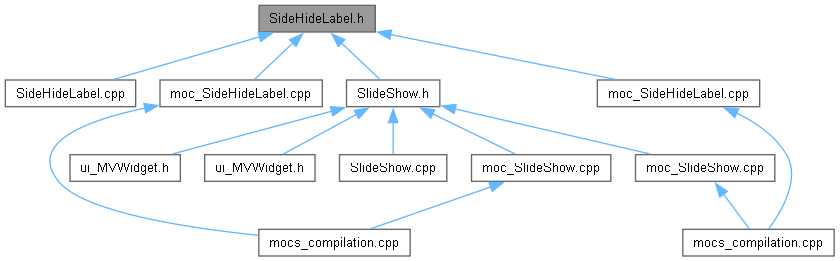 SideHideLabel.h
SideHideLabel.cpp
moc_SideHideLabel.cpp
SlideShow.h
moc_SideHideLabel.cpp
ui_MVWidget.h
ui_MVWidget.h
SlideShow.cpp
moc_SlideShow.cpp
moc_SlideShow.cpp
mocs_compilation.cpp
mocs_compilation.cpp